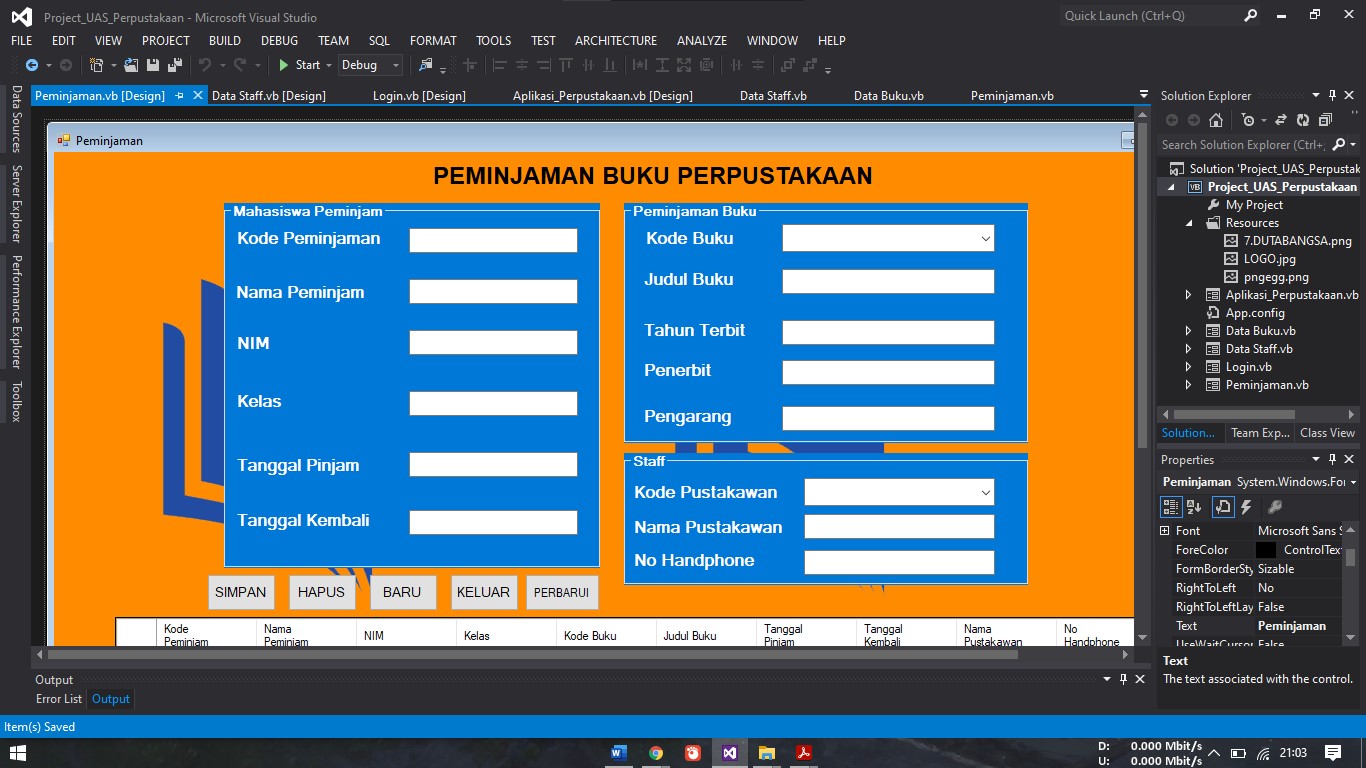 Project_UAS_Perpustakaan - Microsoft Visual Studio
Quick Launch (Ctrl+Q)
FILE EDIT VIEW PROJECT BUILD DEBUG TEAM SQL FORMAT TOOLS TEST ARCHITECTURE ANALYZE WINDOW HELP
Start Debug
Peminjaman.vb [Design] Data Staff.vb [Design] Login.vb [Design] Aplikasi_Perpustakaan.vb [Design] Data Staff.vb Data Buku.vb Peminjaman.vb
Data Sources
Server Explorer
Performance Explorer
Toolbox
Peminjaman
PEMINJAMAN BUKU PERPUSTAKAAN
Mahasiswa Peminjam
Kode Peminjaman
Nama Peminjam
NIM
Kelas
Tanggal Pinjam
Tanggal Kembali
Peminjaman Buku
Kode Buku
Judul Buku
Tahun Terbit
Penerbit
Pengarang
Staff
Kode Pustakawan
Nama Pustakawan
No Handphone
SIMPAN HAPUS BARU KELUAR PERBARUI
Kode Nama Tanggal Tanggal Nama No
NIM Kelas Kode Buku Judul Buku
Peminjam Peminjam Pinjam Kembali Pustakawan Handphone
Solution Explorer
Search Solution Explorer (Ctrl+;
Solution 'Project_UAS_Perpustak
Project_UAS_Perpustakaan
My Project
Resources
7.DUTABANGSA.png
LOGO.jpg
pngegg.png
Aplikasi_Perpustakaan.vb
App.config
Data Buku.vb
Data Staff.vb
Login.vb
Peminjaman.vb
Solution... Team Exp... Class View
Properties
Peminjaman System.Windows.For
Font Microsoft Sans S
ForeColor ControlText
FormBorderSty Sizable
RightToLeft No
RightToLeftLay False
Text Peminjaman
UseWaitCursor False
Text
The text associated with the control.
Output
Error List Output
Item(s) Saved
D: 0.000 Mbit/s
U: 0.000 Mbit/s
21:03